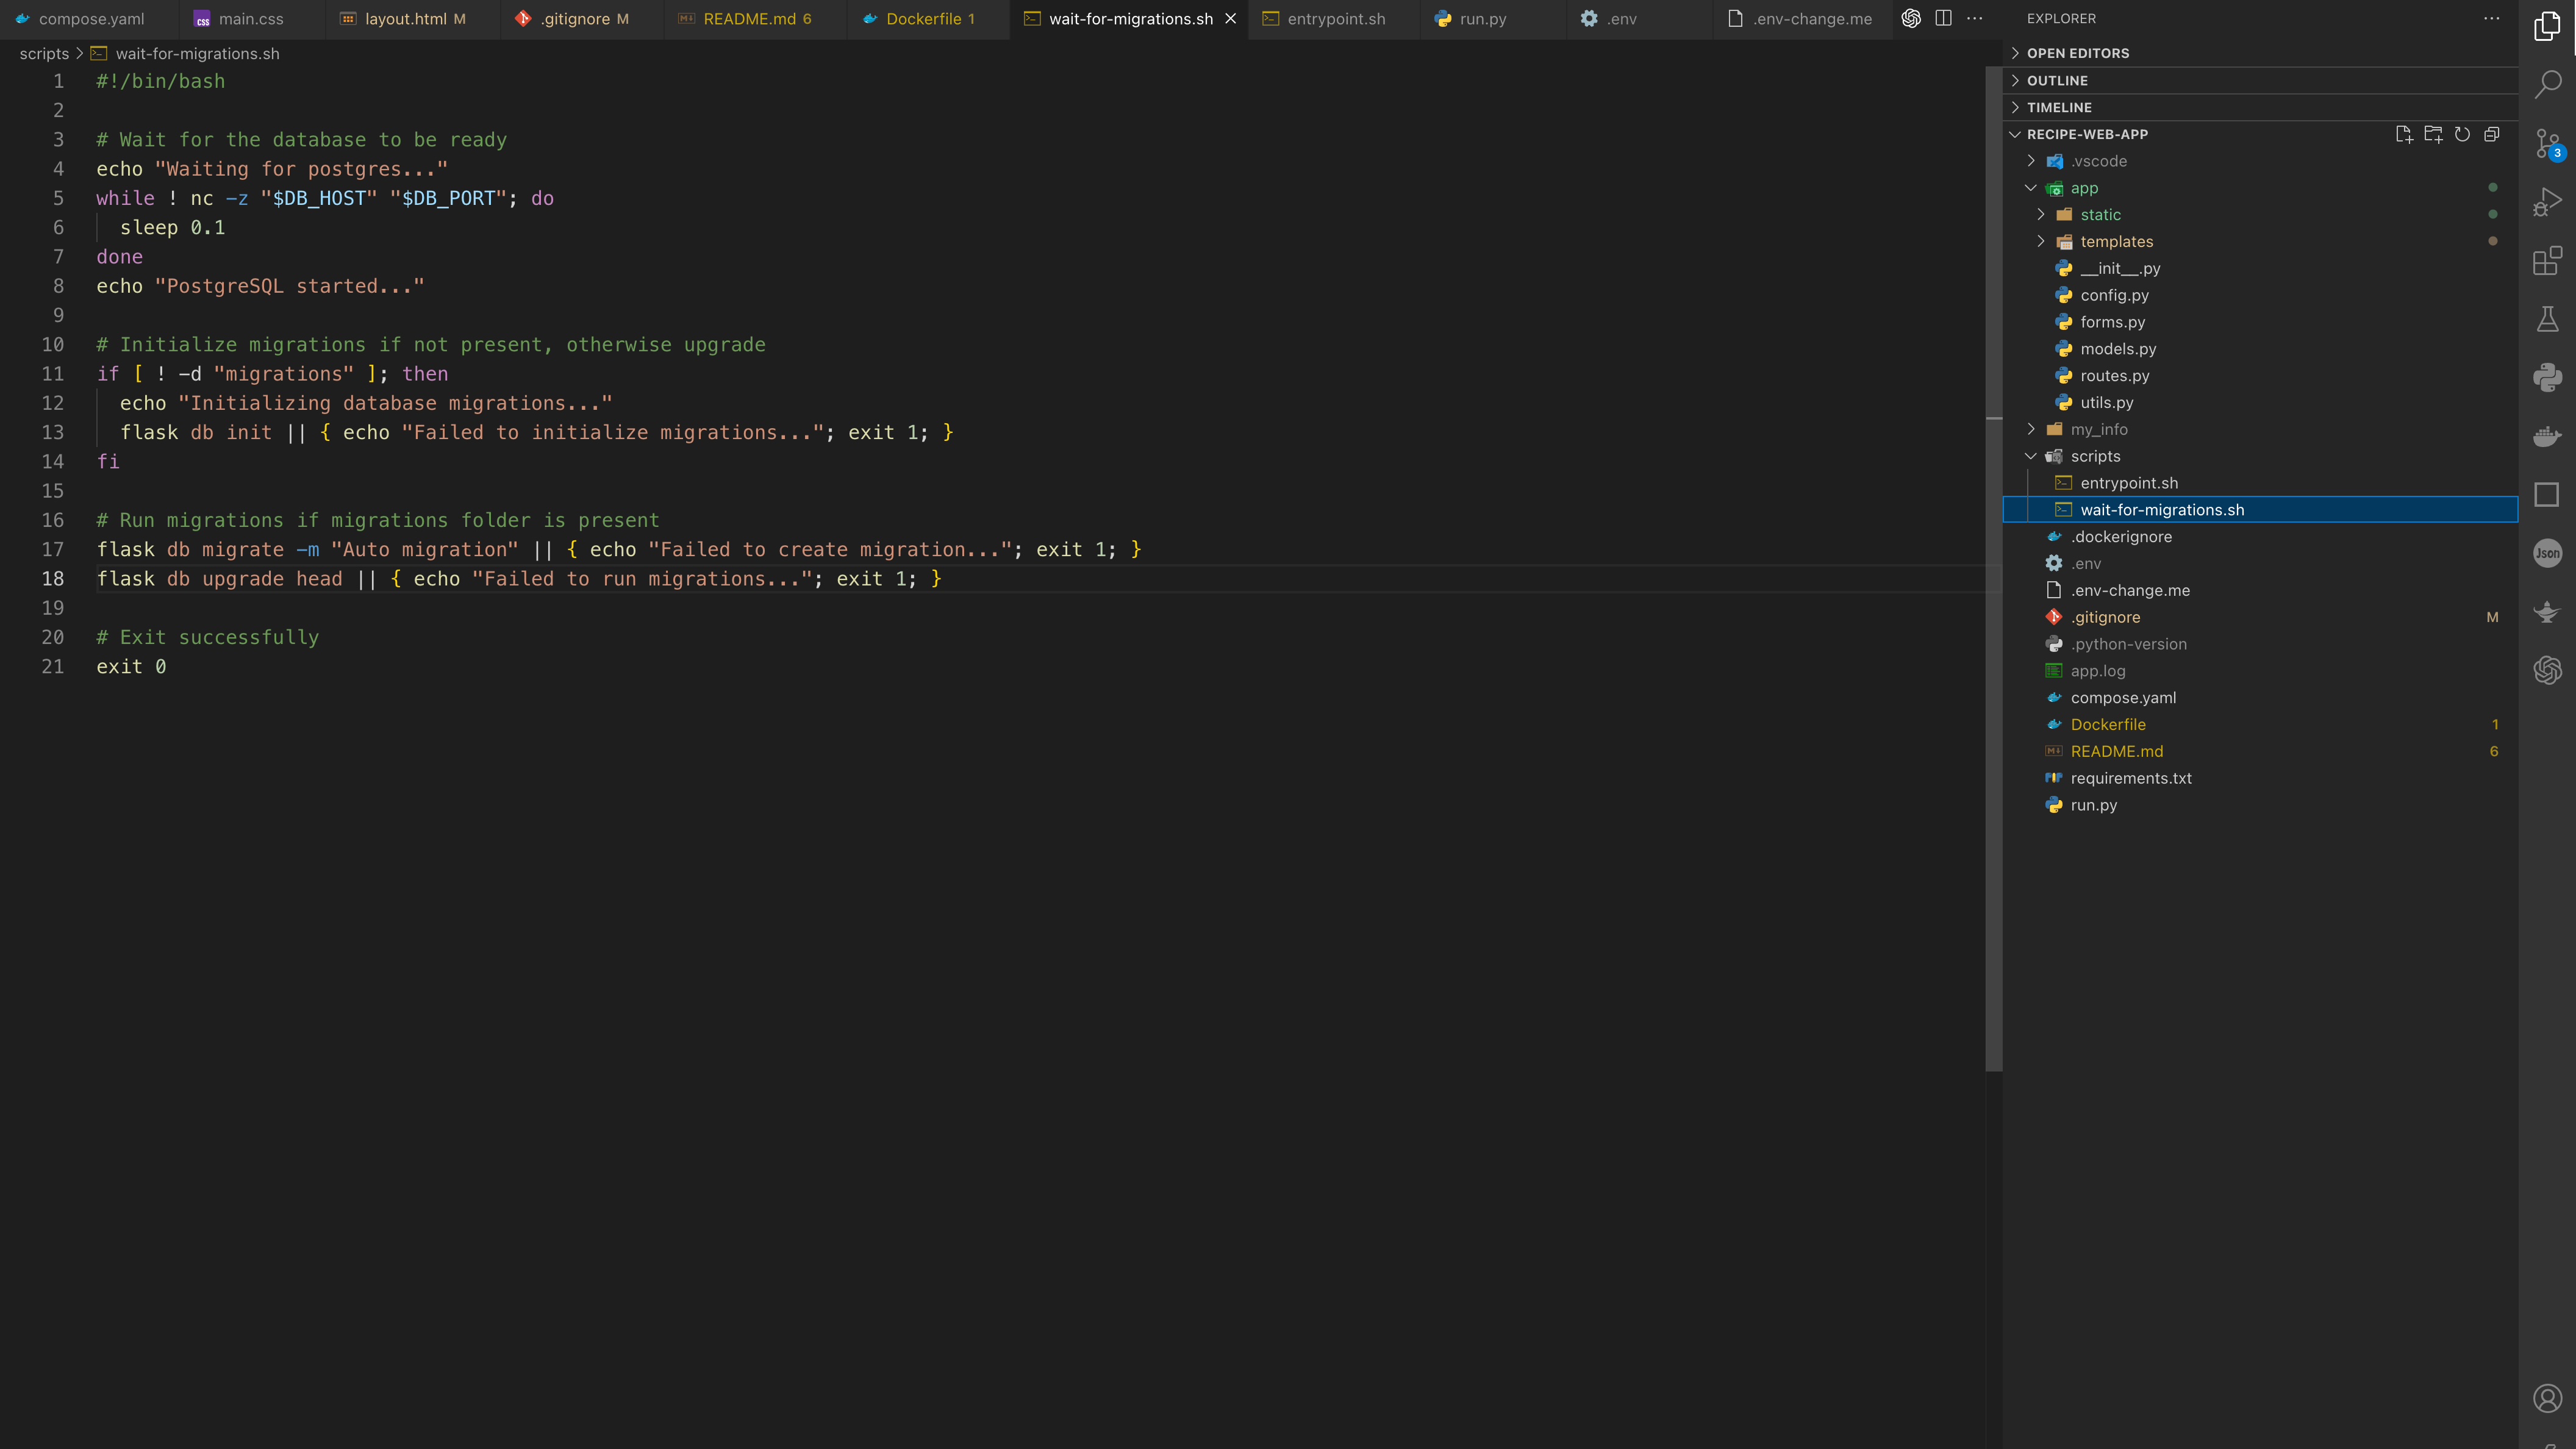 compose.yaml main.css layout.html M .gitignore M README.md 6 Dockerfile 1 wait-for-migrations.sh entrypoint.sh run.py .env .env-change.me
scripts > wait-for-migrations.sh
1 #!/bin/bash
2
3 # Wait for the database to be ready
4 echo "Waiting for postgres..."
5 while ! nc -z "$DB_HOST" "$DB_PORT"; do
6 sleep 0.1
7 done
8 echo "PostgreSQL started..."
9
10 # Initialize migrations if not present, otherwise upgrade
11 if [ ! -d "migrations" ]; then
12 echo "Initializing database migrations..."
13 flask db init || { echo "Failed to initialize migrations..."; exit 1; }
14 fi
15
16 # Run migrations if migrations folder is present
17 flask db migrate -m "Auto migration" || { echo "Failed to create migration..."; exit 1; }
18 flask db upgrade head || { echo "Failed to run migrations..."; exit 1; }
19
20 # Exit successfully
21 exit 0
EXPLORER
OPEN EDITORS
OUTLINE
TIMELINE
RECIPE-WEB-APP
.vscode
app
static
templates
__init__.py
config.py
forms.py
models.py
routes.py
utils.py
my_info
scripts
entrypoint.sh
wait-for-migrations.sh
.dockerignore
.env
.env-change.me
.gitignore M
.python-version
app.log
compose.yaml
Dockerfile 1
README.md 6
requirements.txt
run.py
3
Json